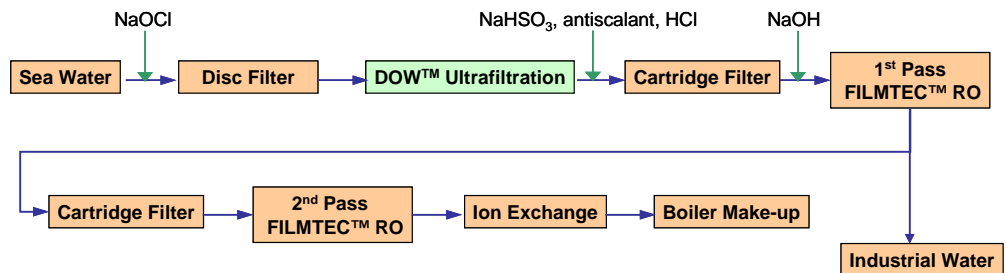 NaOCl
NaHSO₃, antiscalant, HCl
NaOH
Sea Water
Disc Filter
DOW™ Ultrafiltration
Cartridge Filter
1st Pass
FILMTEC™ RO
Cartridge Filter
2nd Pass
FILMTEC™ RO
Ion Exchange
Boiler Make-up
Industrial Water